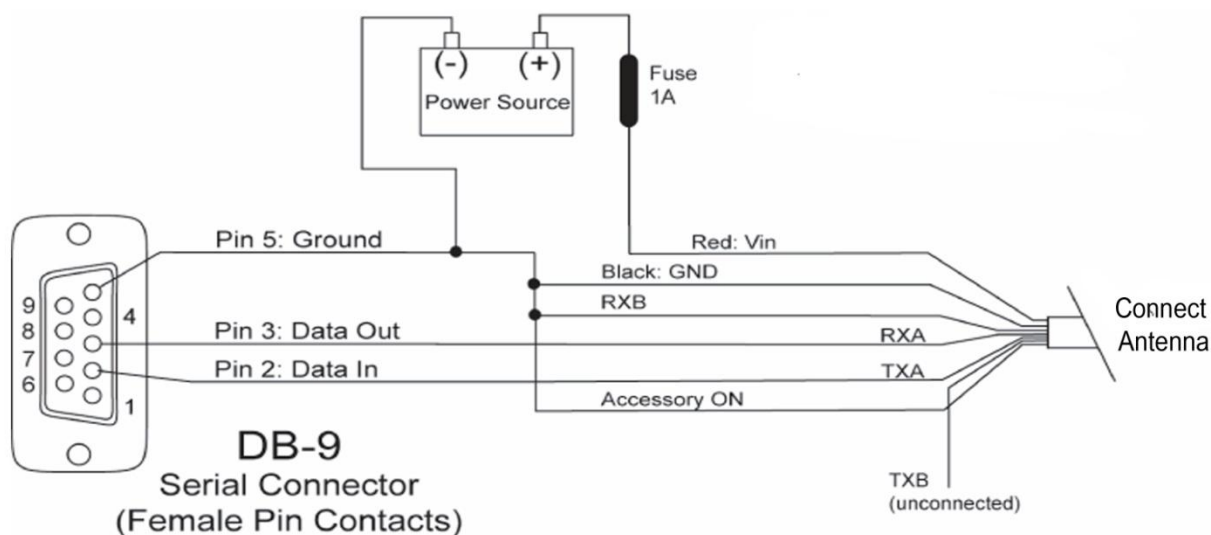 (-) (+)
Power Source
Fuse
1A
Pin 5: Ground
Red: Vin
Black: GND
RXB
9
4
8
Pin 3: Data Out
RXA
7
Pin 2: Data In
TXA
6
1
Accessory ON
Connect
Antenna
DB-9
Serial Connector
(Female Pin Contacts)
TXB
(unconnected)